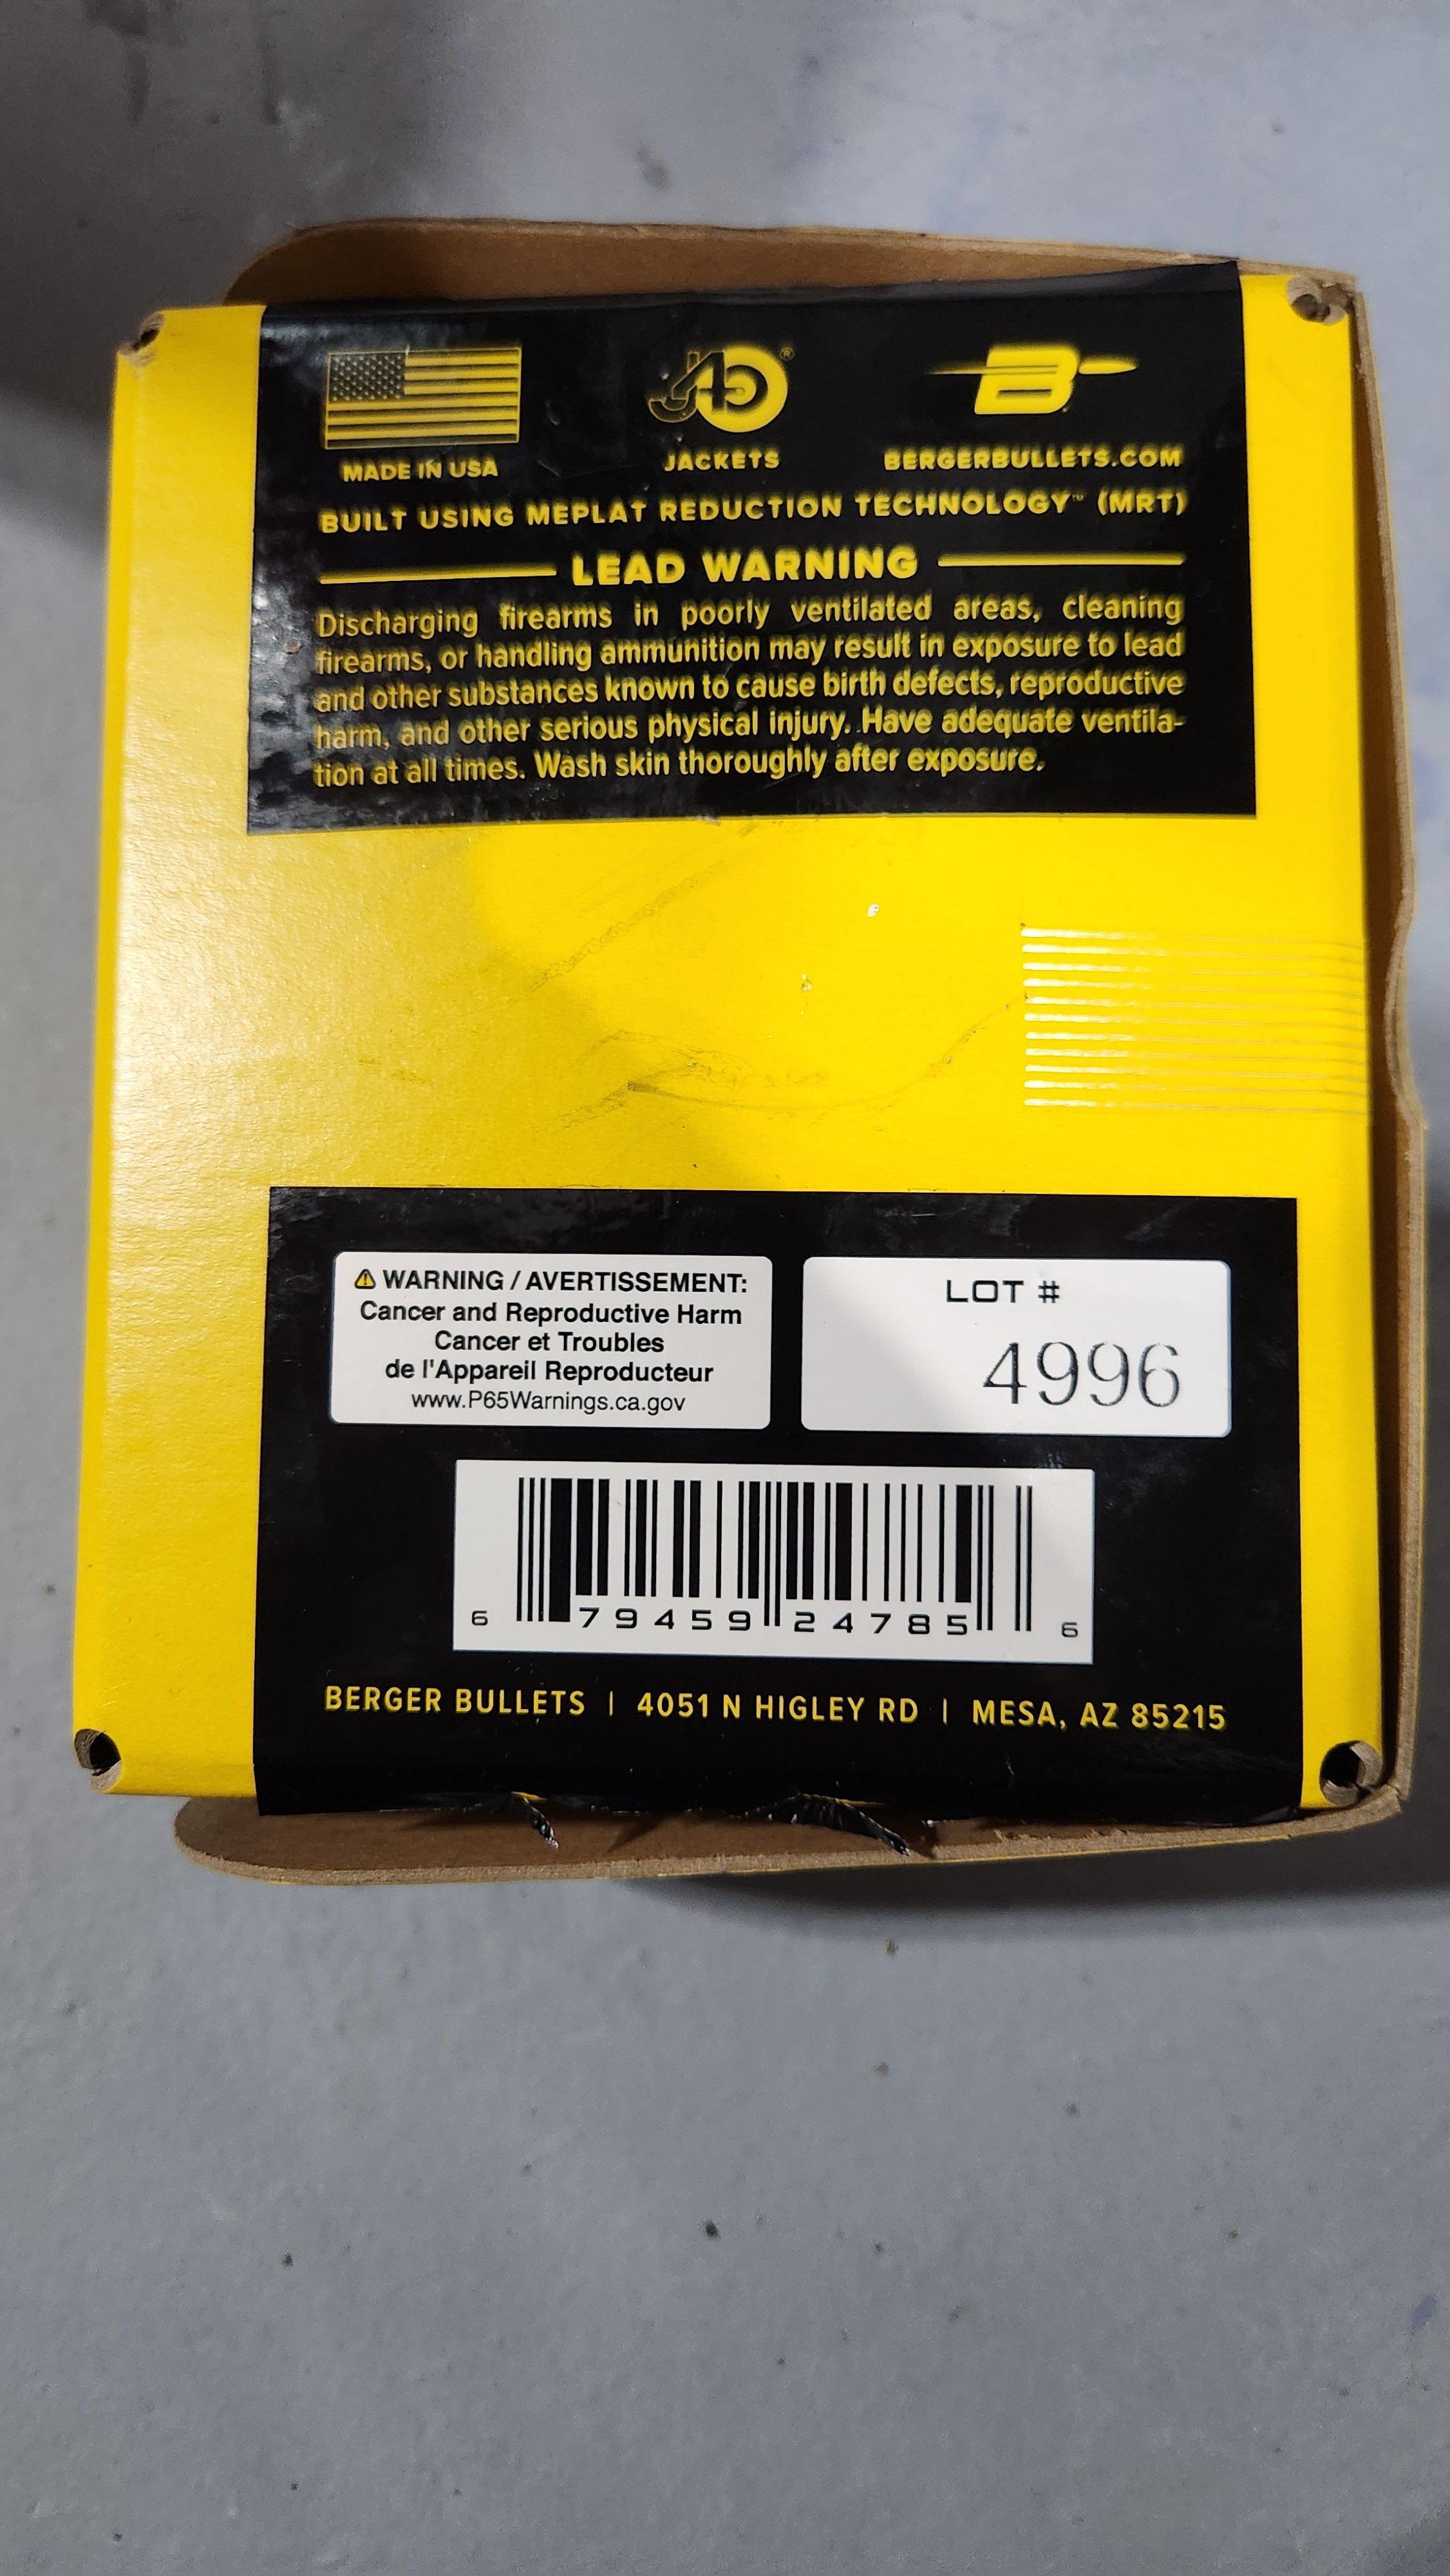 J4®
MADE IN USA
JACKETS
B
BERGERBULLETS.COM
BUILT USING MEPLAT REDUCTION TECHNOLOGY™ (MRT)
LEAD WARNING
Discharging firearms in poorly ventilated areas, cleaning
firearms, or handling ammunition may result in exposure to lead
and other substances known to cause birth defects, reproductive
harm, and other serious physical injury. Have adequate ventila-
tion at all times. Wash skin thoroughly after exposure.
WARNING / AVERTISSEMENT:
Cancer and Reproductive Harm
Cancer et Troubles
de l'Appareil Reproducteur
www.P65Warnings.ca.gov
LOT #
4996
6 79459 24785 6
BERGER BULLETS | 4051 N HIGLEY RD | MESA, AZ 85215